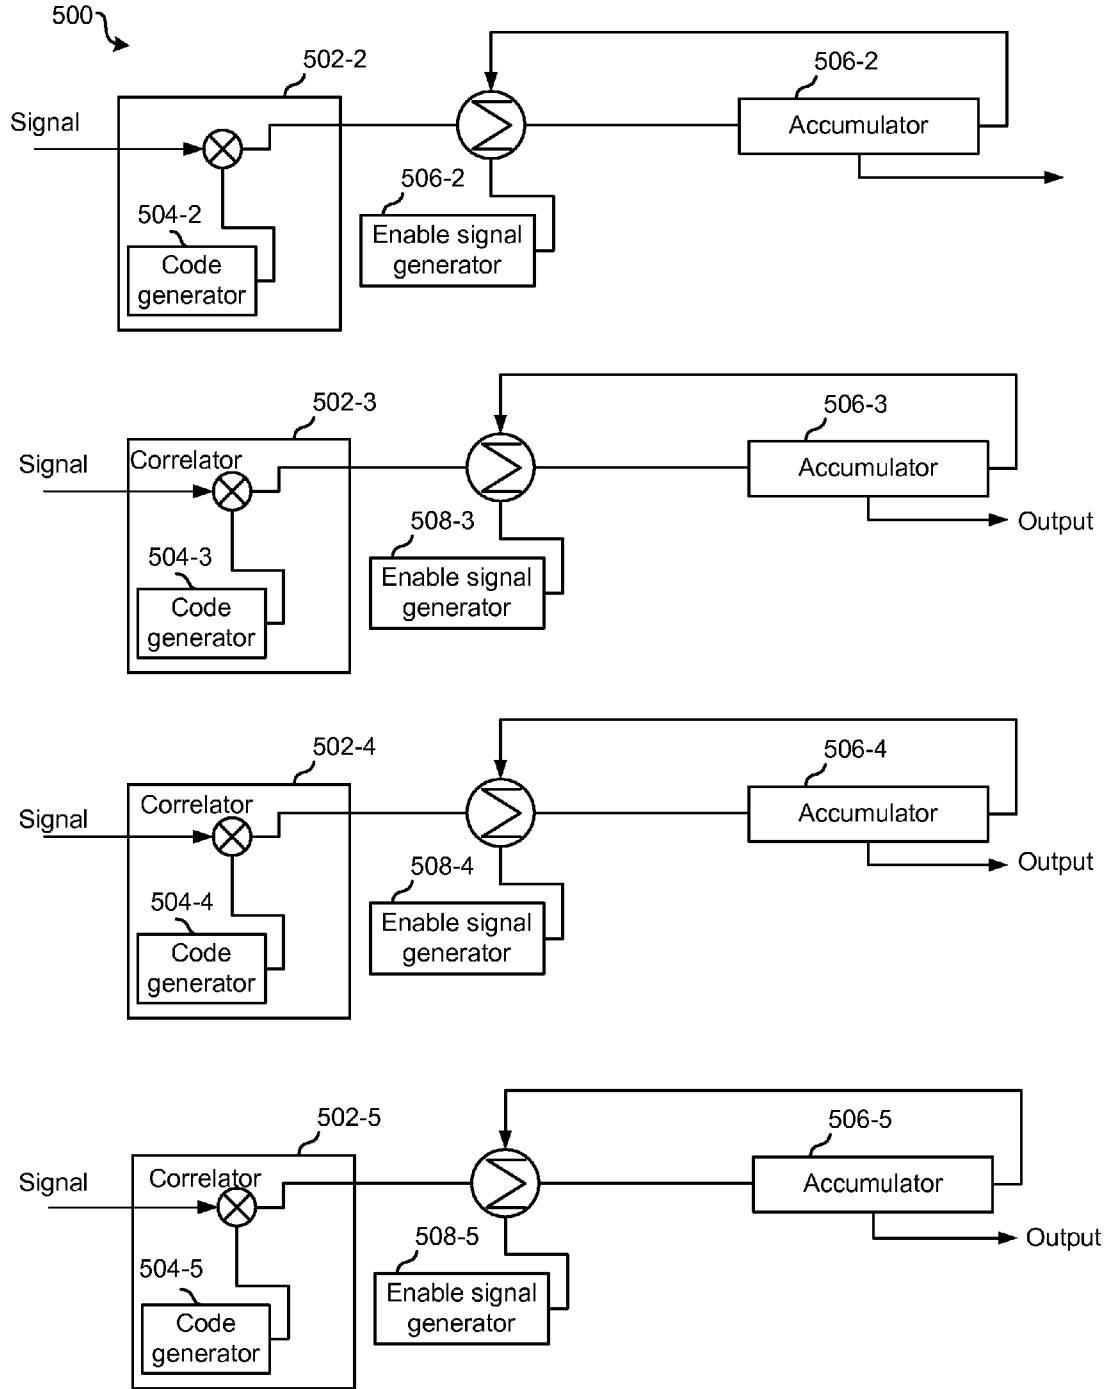 500
502-2
506-2
Signal
Accumulator
506-2
504-2
Enable signal
generator
Code
generator
502-3
506-3
Signal
Correlator
Accumulator
508-3
Output
504-3
Enable signal
generator
Code
generator
502-4
506-4
Signal
Correlator
Accumulator
508-4
Output
504-4
Enable signal
generator
Code
generator
502-5
506-5
Signal
Correlator
Accumulator
508-5
Output
504-5
Enable signal
generator
Code
generator